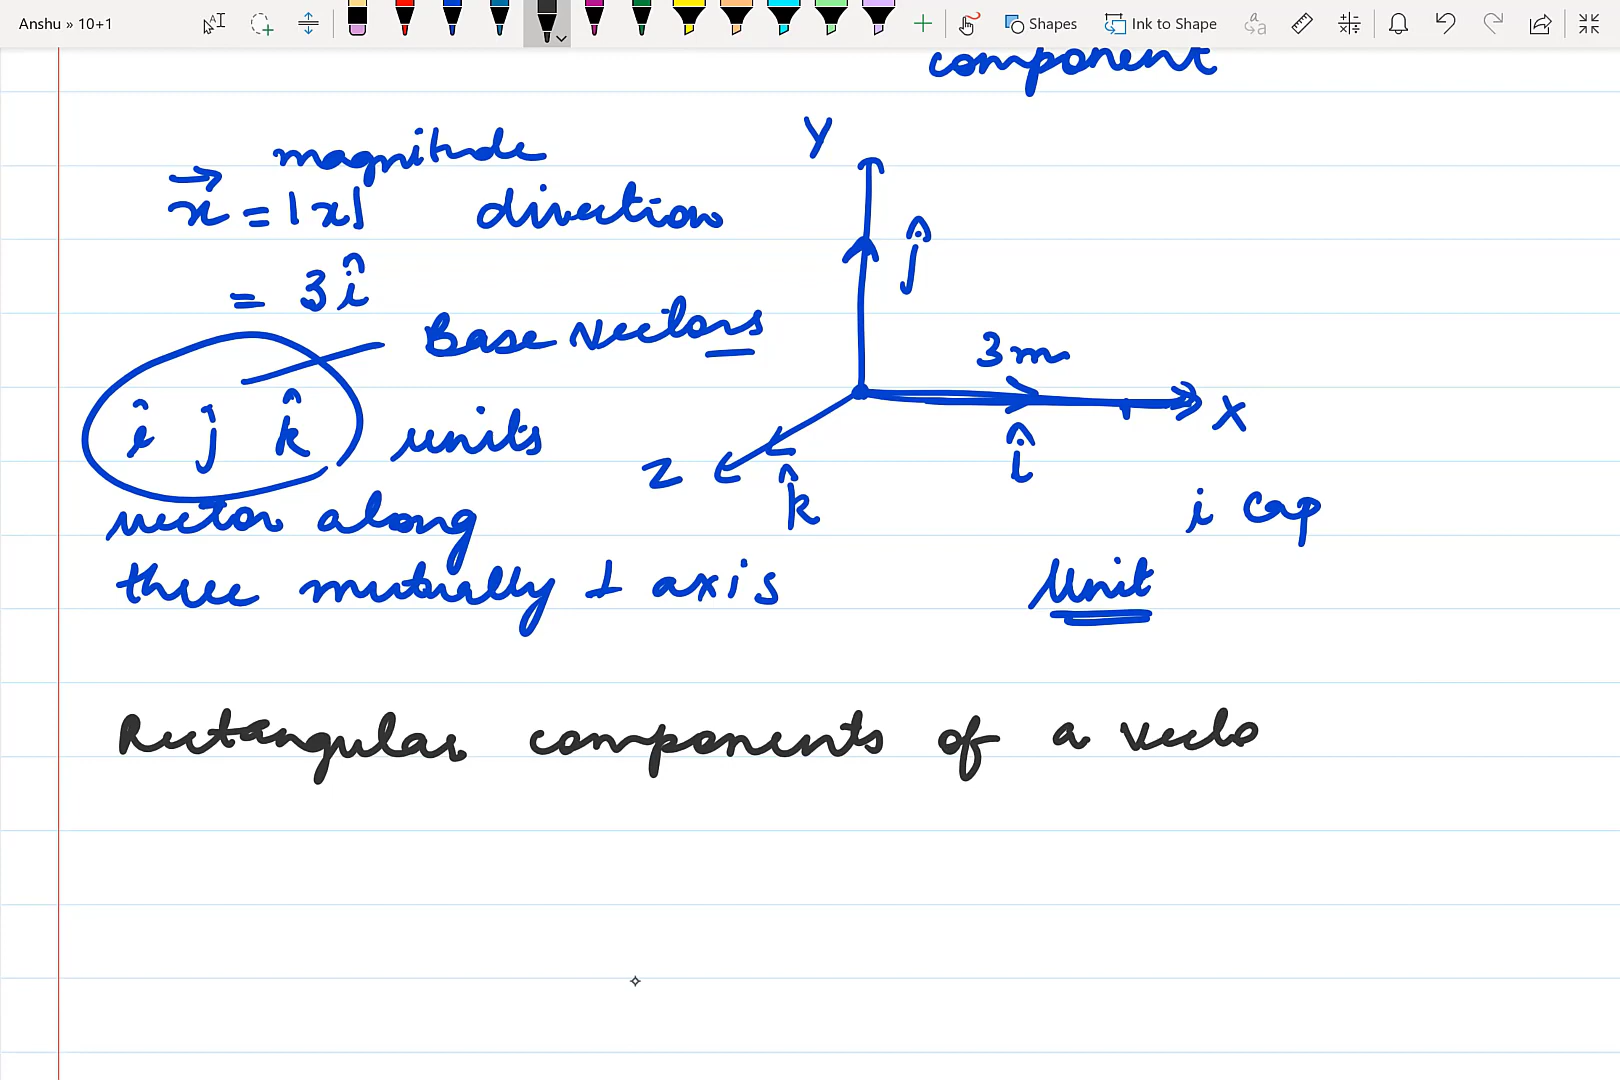 Anshu » 10+1
Shapes
Ink to Shape
component
magnitude
x⃗ = |x| direction
= 3î
Base Vectors
î ĵ k̂ units
vector along
three mutually ⊥ axis
Y
ĵ
3m
X
î
Z
k̂
i cap
Unit
Rectangular components of a vecto